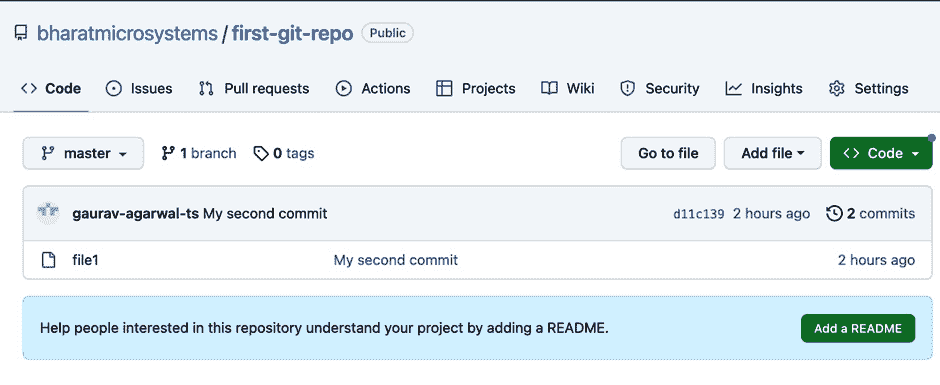 bharatmicrosystems / first-git-repo Public
Code Issues Pull requests Actions Projects Wiki Security Insights Settings
master 1 branch 0 tags Go to file Add file Code
gaurav-agarwal-ts My second commit d11c139 2 hours ago 2 commits
file1 My second commit 2 hours ago
Help people interested in this repository understand your project by adding a README. Add a README